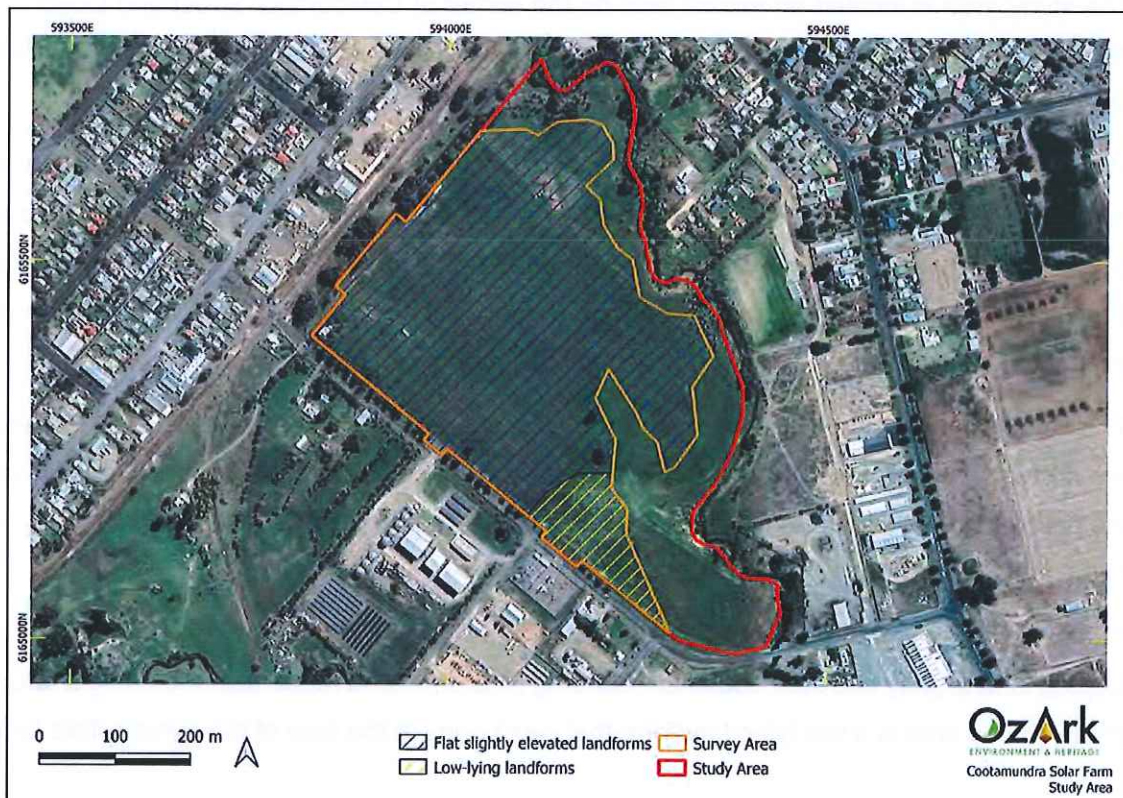 593500E
594000E
594500E
6165500N
6165000N
0 100 200 m
Flat slightly elevated landforms
Low-lying landforms
Survey Area
Study Area
OzArk
ENVIRONMENT & HERITAGE
Cootamundra Solar Farm
Study Area